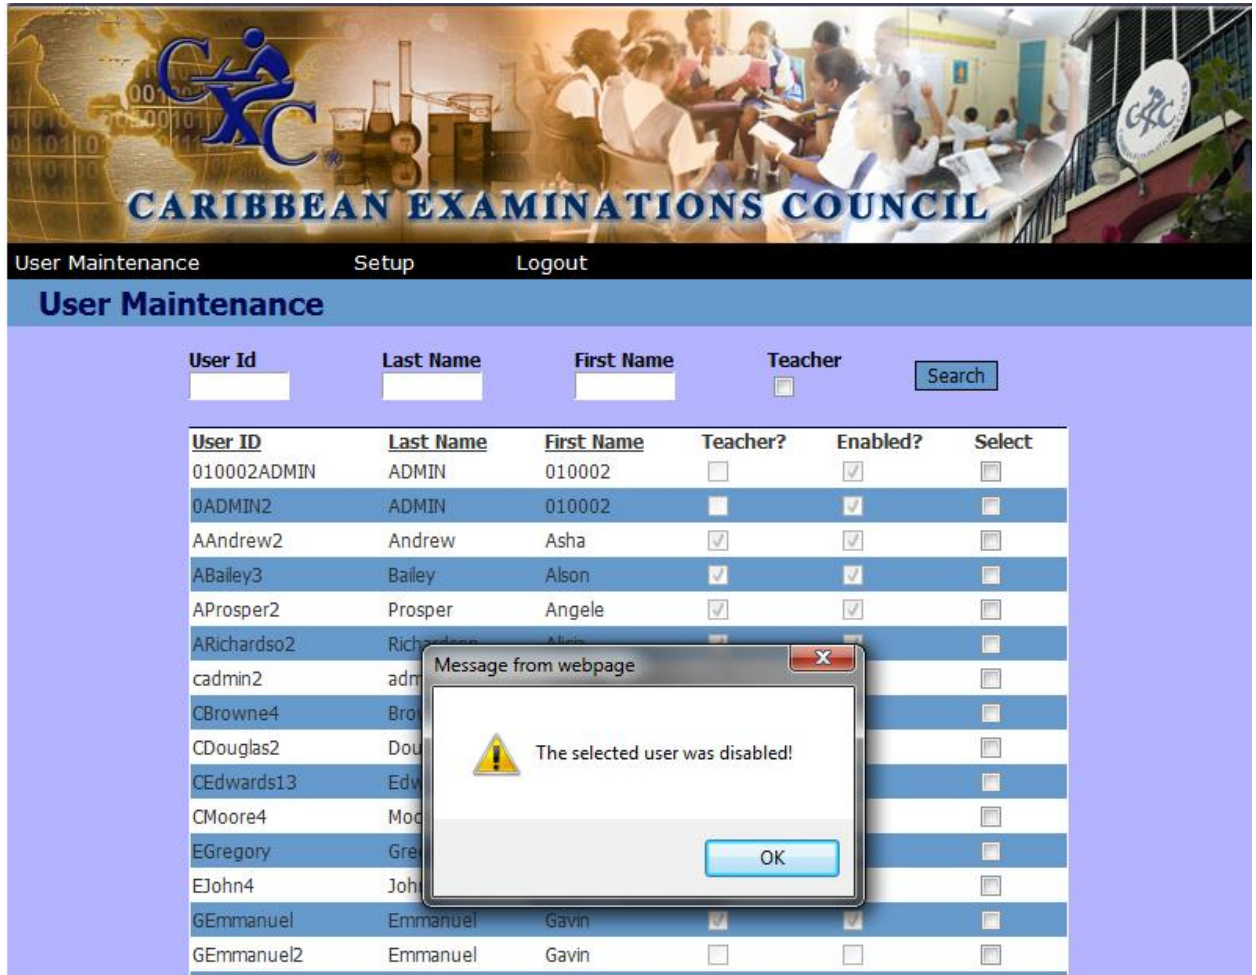 CXC
®
CARIBBEAN EXAMINATIONS COUNCIL
User Maintenance Setup Logout
User Maintenance
User Id Last Name First Name Teacher
Search
User ID Last Name First Name Teacher? Enabled? Select
010002ADMIN ADMIN 010002
0ADMIN2 ADMIN 010002
AAndrew2 Andrew Asha
ABailey3 Bailey Alson
AProsper2 Prosper Angele
ARichardso2
cadmin2
CBrowne4
CDouglas2
CEdwards13
CMoore4
EGregory
EJohn4
GEmmanuel Emmanuel Gavin
GEmmanuel2 Emmanuel Gavin
Message from webpage
The selected user was disabled!
OK